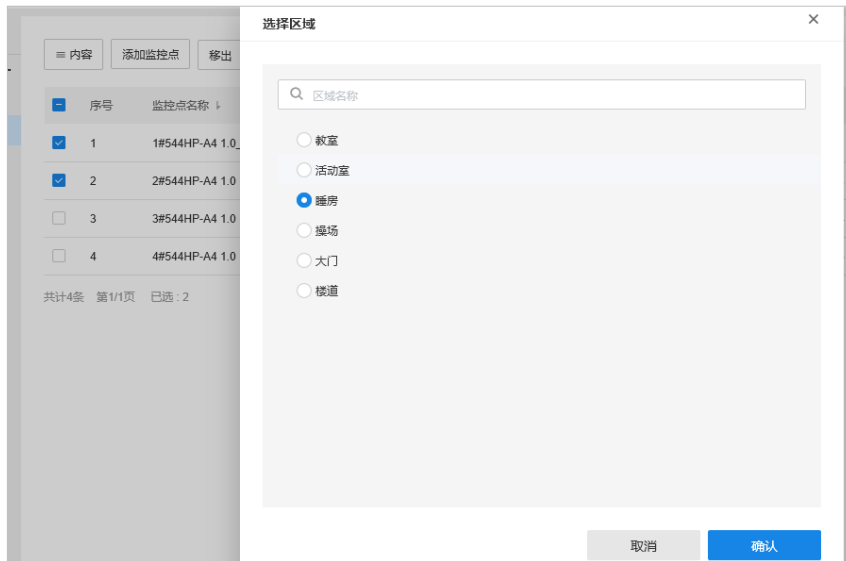 选择区域
内容 添加监控点 移出
区域名称
序号 监控点名称
1 1#544HP-A4 1.0_
2 2#544HP-A4 1.0
3 3#544HP-A4 1.0
4 4#544HP-A4 1.0
共计4条 第1/1页 已选 : 2
教室
活动室
睡房
操场
大门
楼道
取消 确认